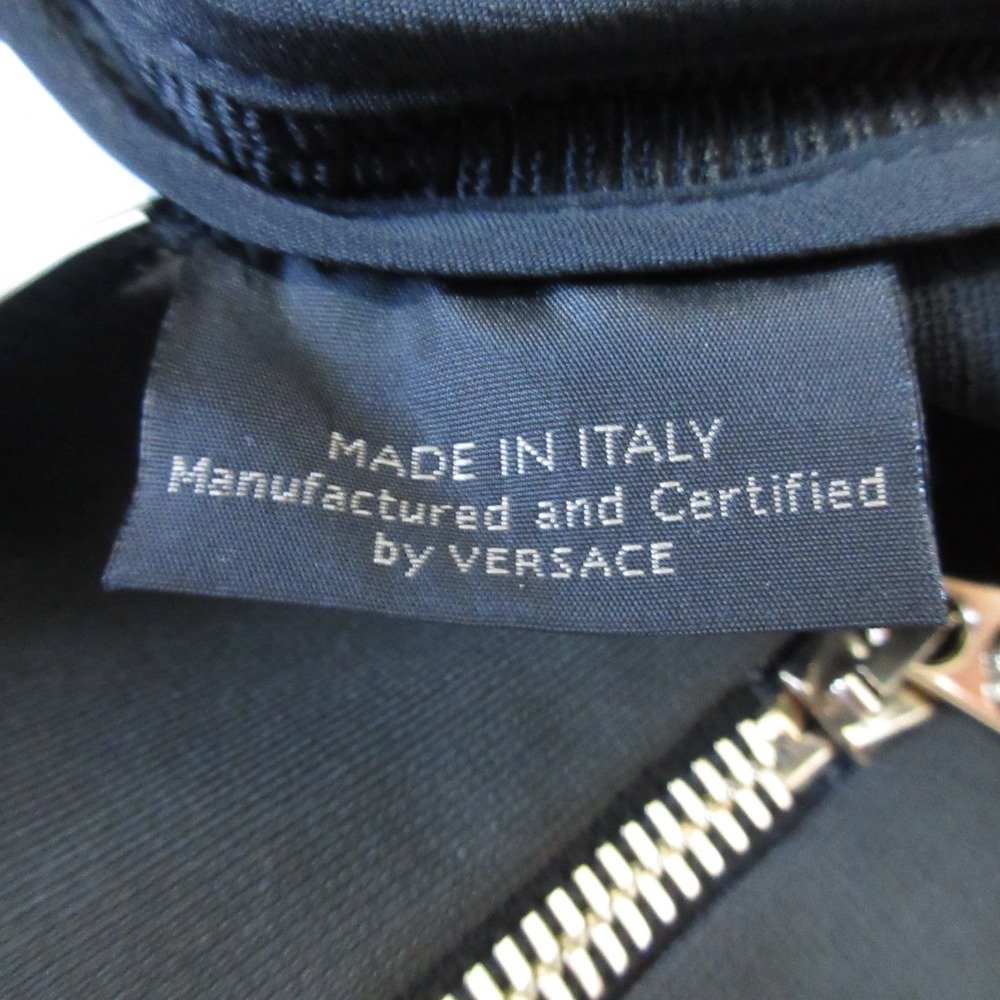 MADE IN ITALY
Manufactured and Certified
by VERSACE